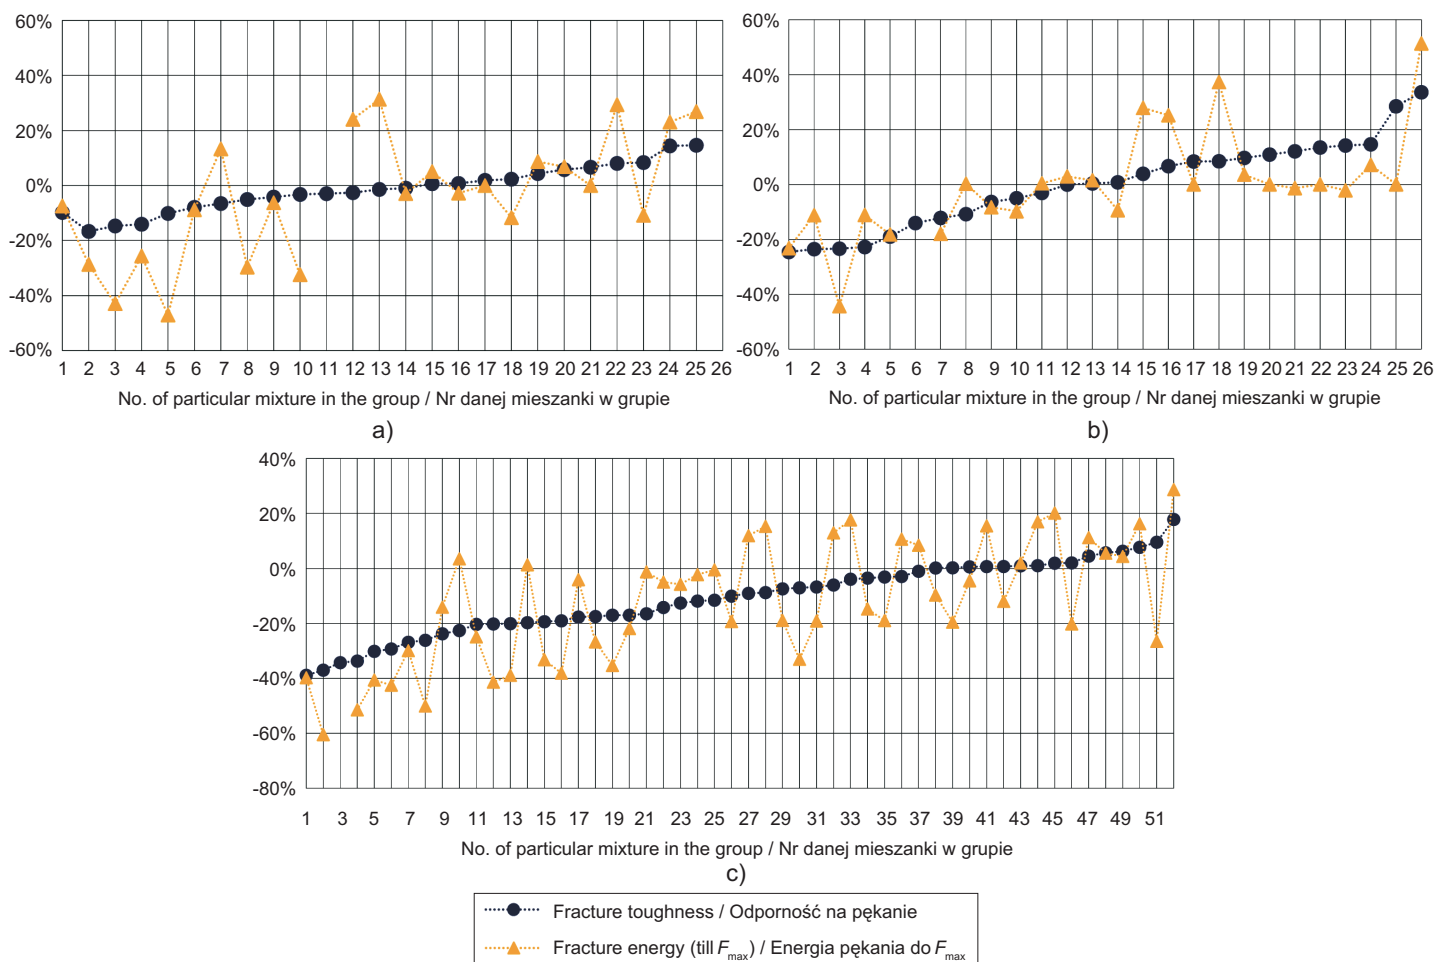 60%
40%
20%
0%
-20%
-40%
-60%
1 2 3 4 5 6 7 8 9 10 11 12 13 14 15 16 17 18 19 20 21 22 23 24 25 26
No. of particular mixture in the group / Nr danej mieszanki w grupie
a)
60%
40%
20%
0%
-20%
-40%
-60%
1 2 3 4 5 6 7 8 9 10 11 12 13 14 15 16 17 18 19 20 21 22 23 24 25 26
No. of particular mixture in the group / Nr danej mieszanki w grupie
b)
40%
20%
0%
-20%
-40%
-60%
-80%
1 3 5 7 9 11 13 15 17 19 21 23 25 27 29 31 33 35 37 39 41 43 45 47 49 51
No. of particular mixture in the group / Nr danej mieszanki w grupie
c)
Fracture toughness / Odporność na pękanie
Fracture energy (till Fmax) / Energia pękania do Fmax